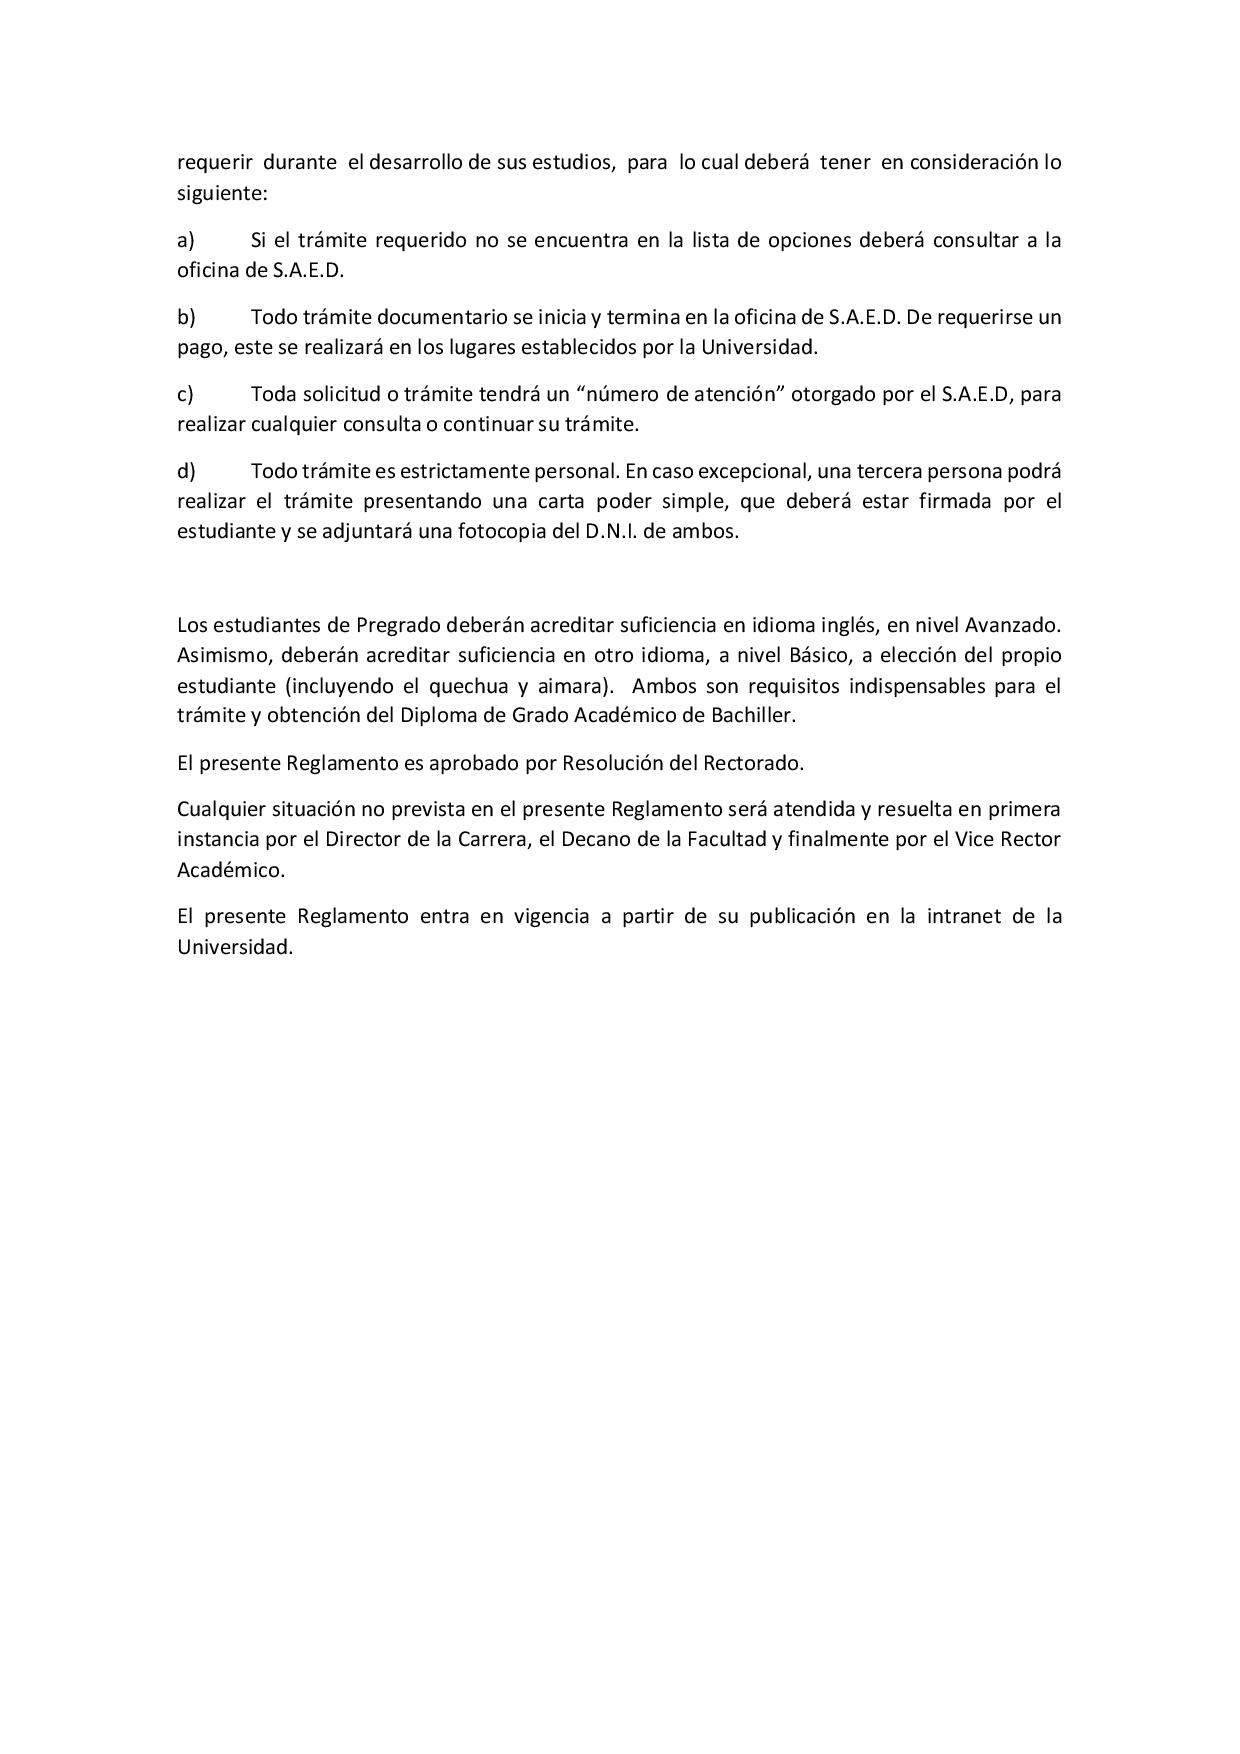 requerir durante el desarrollo de sus estudios, para lo cual deberá tener en consideración lo
siguiente:
a) Si el trámite requerido no se encuentra en la lista de opciones deberá consultar a la
oficina de S.A.E.D.
b) Todo trámite documentario se inicia y termina en la oficina de S.A.E.D. De requerirse un
pago, este se realizará en los lugares establecidos por la Universidad.
c) Toda solicitud o trámite tendrá un “número de atención” otorgado por el S.A.E.D, para
realizar cualquier consulta o continuar su trámite.
d) Todo trámite es estrictamente personal. En caso excepcional, una tercera persona podrá
realizar el trámite presentando una carta poder simple, que deberá estar firmada por el
estudiante y se adjuntará una fotocopia del D.N.I. de ambos.
Los estudiantes de Pregrado deberán acreditar suficiencia en idioma inglés, en nivel Avanzado.
Asimismo, deberán acreditar suficiencia en otro idioma, a nivel Básico, a elección del propio
estudiante (incluyendo el quechua y aimara). Ambos son requisitos indispensables para el
trámite y obtención del Diploma de Grado Académico de Bachiller.
El presente Reglamento es aprobado por Resolución del Rectorado.
Cualquier situación no prevista en el presente Reglamento será atendida y resuelta en primera
instancia por el Director de la Carrera, el Decano de la Facultad y finalmente por el Vice Rector
Académico.
El presente Reglamento entra en vigencia a partir de su publicación en la intranet de la
Universidad.